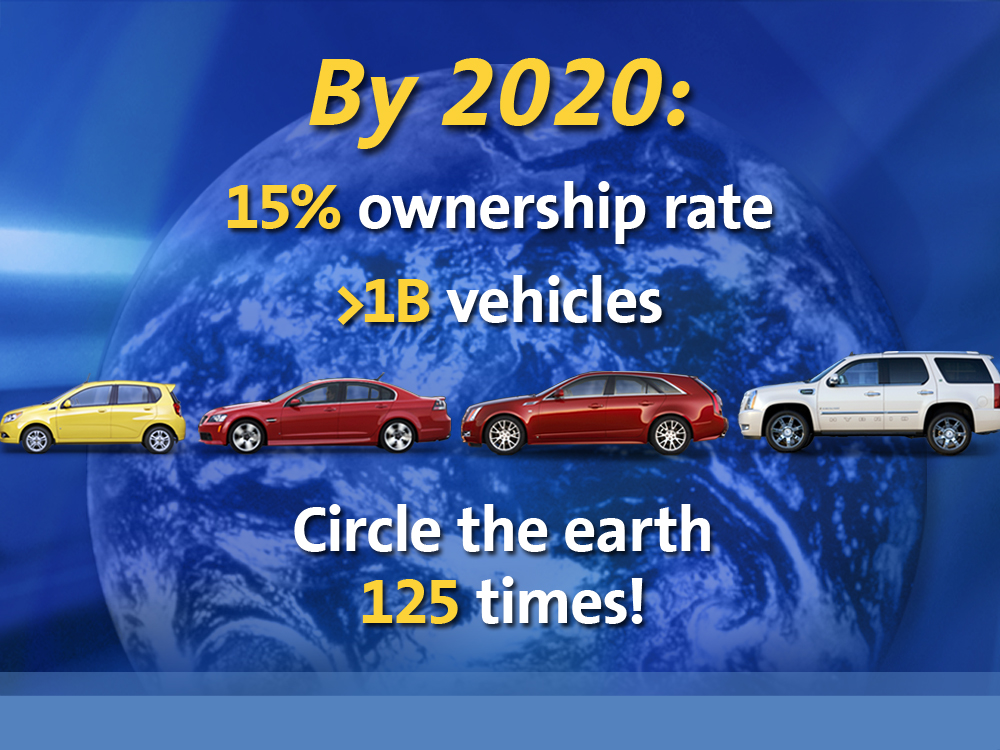 By 2020:
15% ownership rate
>1B vehicles
Circle the earth
125 times!